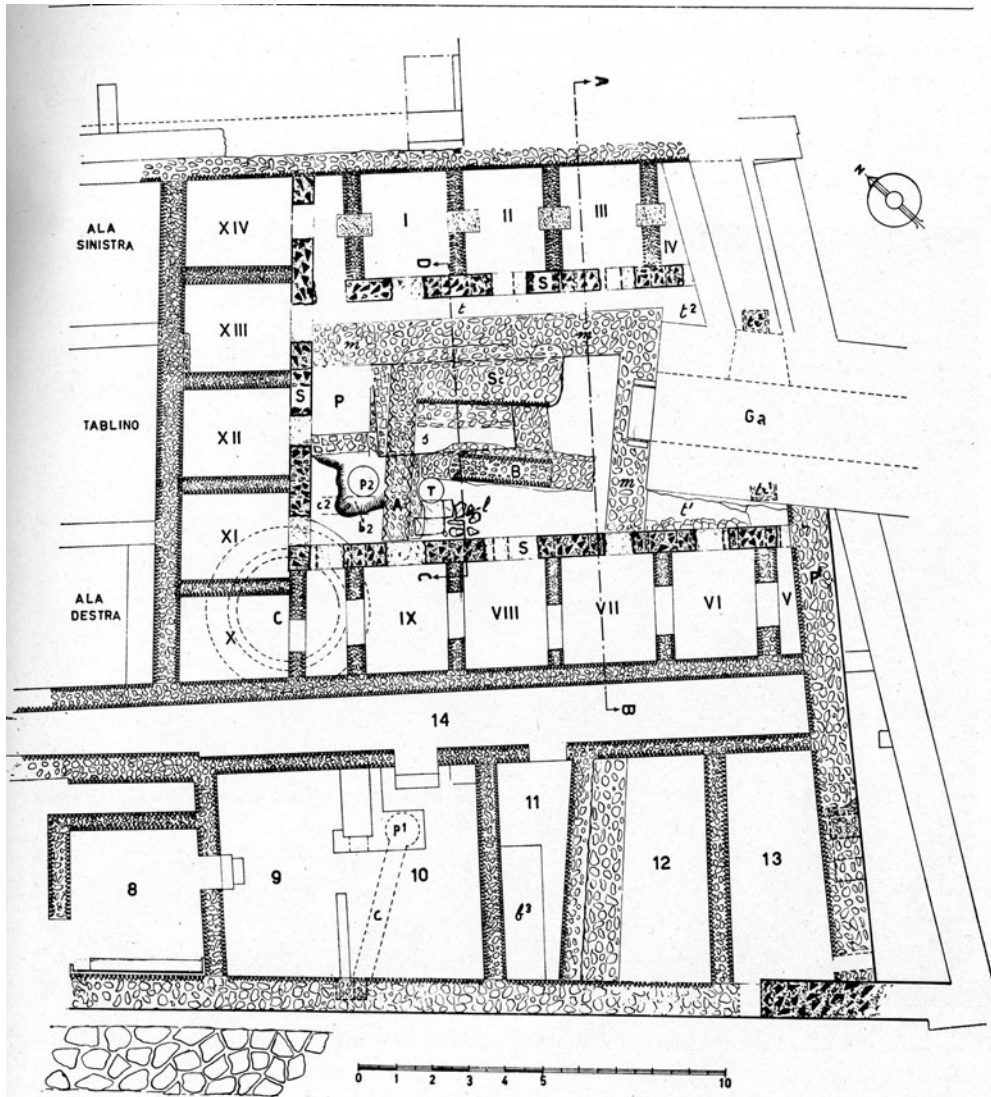 A
N
ALA
SINISTRA
XIV
I
II
III
IV
D
S
t
t²
XIII
m
m
S
P
Sc
Ga
TABLINO
XII
s
B
P2
T
c2
A
l
m
b2
t'
XI
S
C
ALA
DESTRA
C
X
IX
VIII
VII
VI
V
B
14
11
P1
8
9
10
12
13
b³
c
0 1 2 3 4 5 10